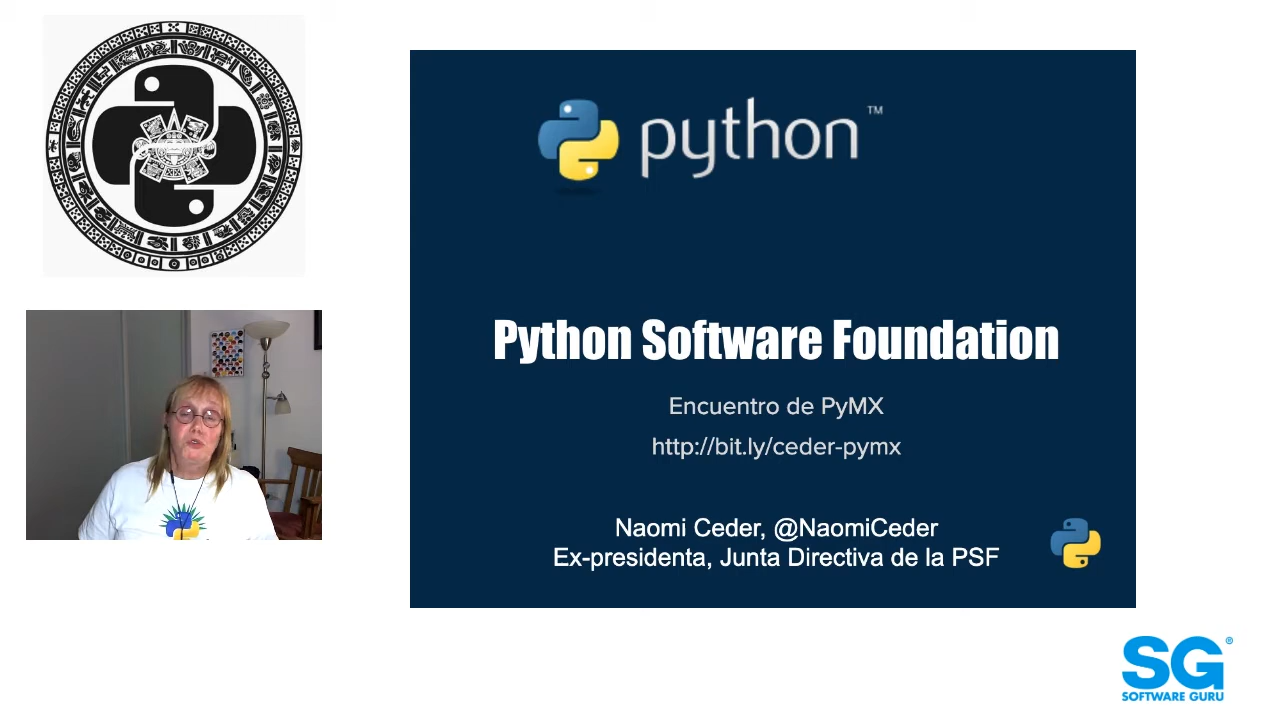 python™
Python Software Foundation
Encuentro de PyMX
http://bit.ly/ceder-pymx
Naomi Ceder, @NaomiCeder
Ex-presidenta, Junta Directiva de la PSF
SG®
SOFTWARE GURU